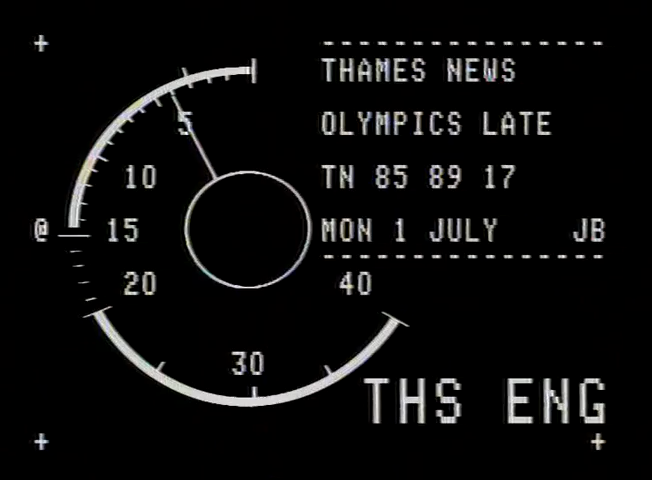 THAMES NEWS
OLYMPICS LATE
TN 85 89 17
MON 1 JULY JB
5
10
@ 15
20
30
40
THS ENG